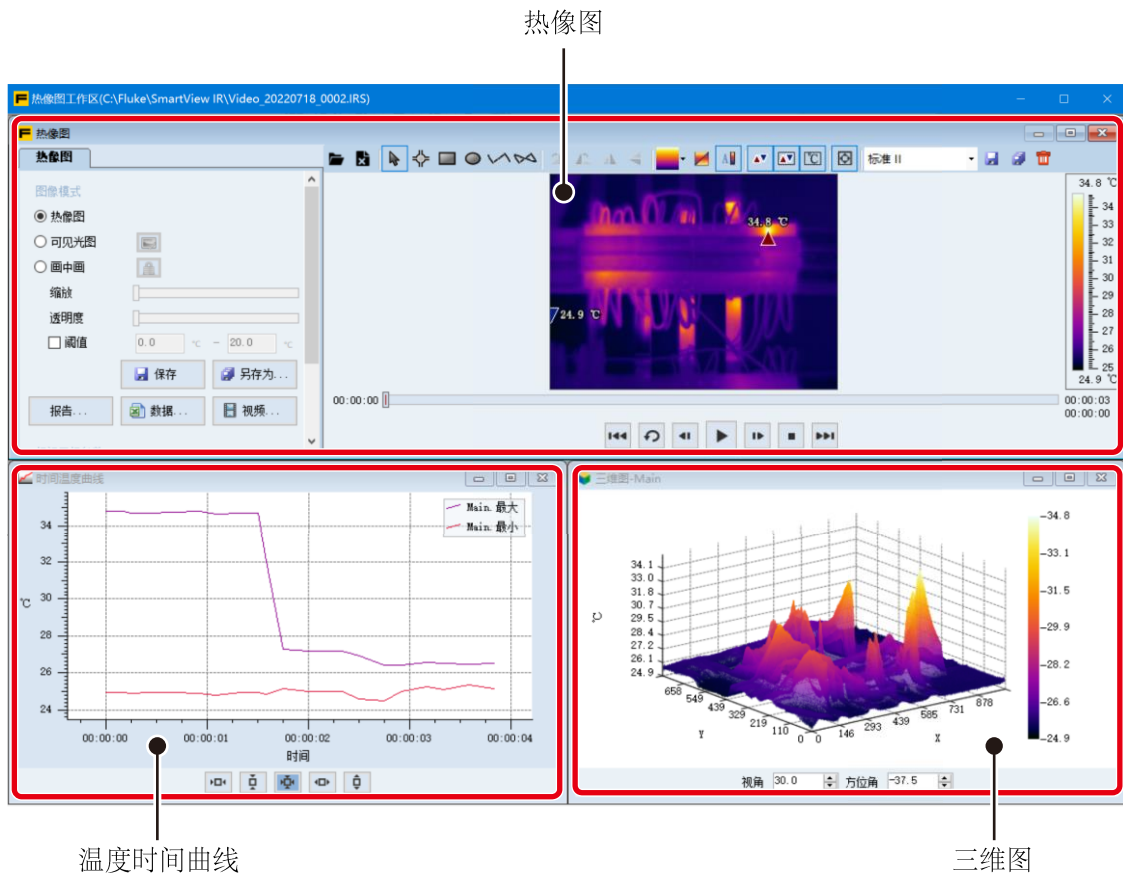 热像图
热像图工作区(C:\Fluke\SmartView IR\Video_20220718_0002.IRS)
热像图
热像图
标准 II
图像模式
热像图
可见光图
画中画
缩放
透明度
阈值 0.0 ℃ - 20.0 ℃
保存 另存为...
报告... 数据... 视频...
34.8 ℃
24.9 ℃
34.8 ℃
34
33
32
31
30
29
28
27
26
25
24.9 ℃
00:00:00
00:00:03
00:00:00
时间温度曲线
Main.最大
Main.最小
34
32
30
28
26
24
℃
00:00:00 00:00:01 00:00:02 00:00:03 00:00:04
时间
三维图-Main
34.1
33.0
31.8
30.7
29.5
28.4
27.2
26.1
24.9
℃
658 549 439 329 219 110 0
Y
0 146 293 439 585 731 878
X
34.8
33.1
31.5
29.9
28.2
26.6
24.9
视角 30.0 方位角 -37.5
温度时间曲线
三维图